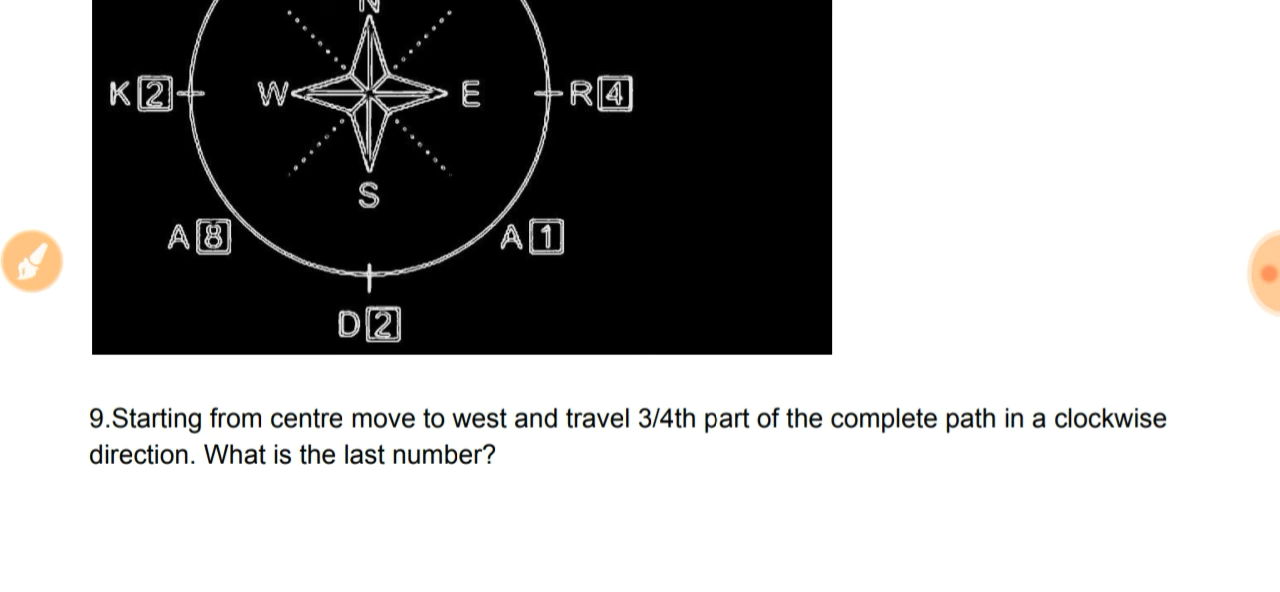 N
K 2 W E R 4
S
A 8 A 1
D 2
9.Starting from centre move to west and travel 3/4th part of the complete path in a clockwise
direction. What is the last number?